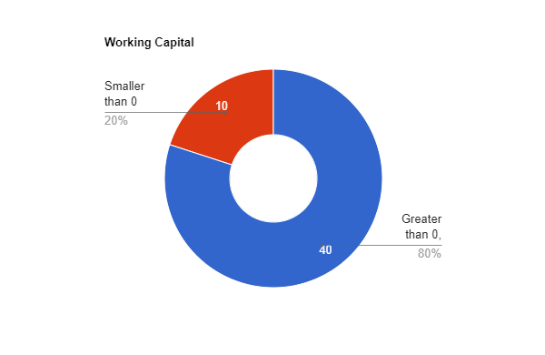 Working Capital
Smaller
than 0
20%
10
40
Greater
than 0,
80%